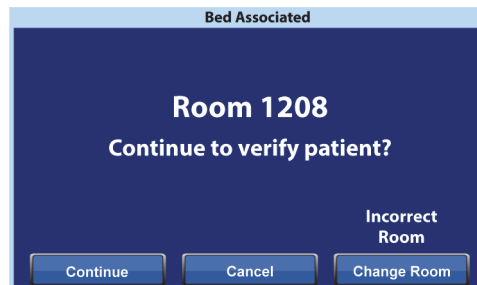 Bed Associated
Room 1208
Continue to verify patient?
Incorrect
Room
Continue
Cancel
Change Room